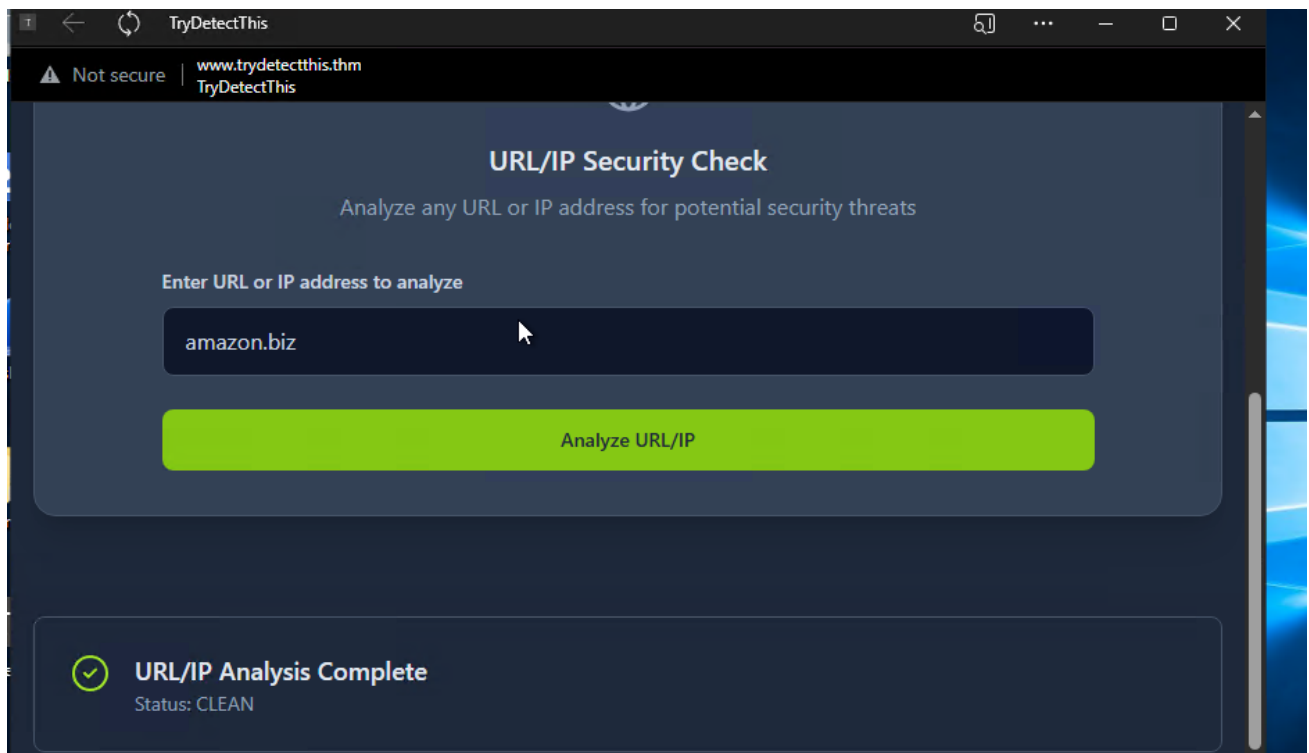 TryDetectThis
Not secure
www.trydetectthis.thm
TryDetectThis
URL/IP Security Check
Analyze any URL or IP address for potential security threats
Enter URL or IP address to analyze
amazon.biz
Analyze URL/IP
URL/IP Analysis Complete
Status: CLEAN